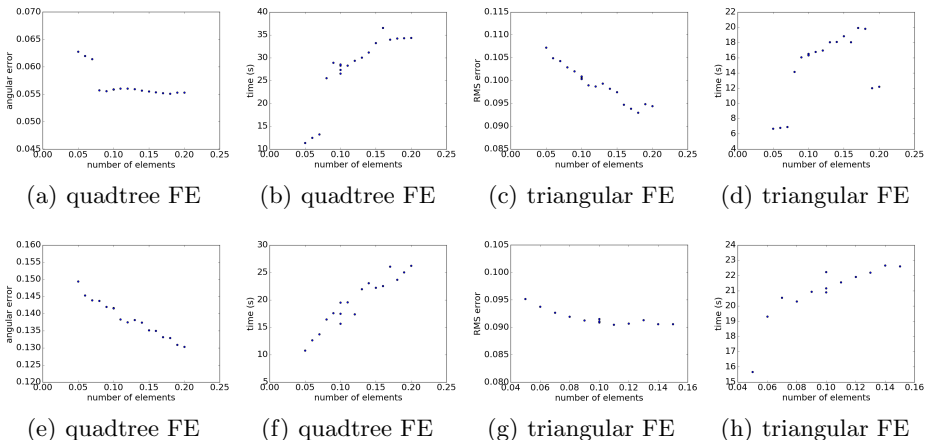 0.070
0.065
0.060
0.055
0.050
0.045
angular error
0.00 0.05 0.10 0.15 0.20 0.25
number of elements
(a) quadtree FE
40
35
30
25
20
15
10
time (s)
0.00 0.05 0.10 0.15 0.20 0.25
number of elements
(b) quadtree FE
0.115
0.110
0.105
0.100
0.095
0.090
0.085
RMS error
0.00 0.05 0.10 0.15 0.20 0.25
number of elements
(c) triangular FE
22
20
18
16
14
12
10
8
6
4
time (s)
0.00 0.05 0.10 0.15 0.20 0.25
number of elements
(d) triangular FE
0.160
0.155
0.150
0.145
0.140
0.135
0.130
0.125
0.120
angular error
0.00 0.05 0.10 0.15 0.20 0.25
number of elements
(e) quadtree FE
30
25
20
15
10
5
time (s)
0.00 0.05 0.10 0.15 0.20 0.25
number of elements
(f) quadtree FE
0.105
0.100
0.095
0.090
0.085
0.080
RMS error
0.04 0.06 0.08 0.10 0.12 0.14 0.16
number of elements
(g) triangular FE
24
23
22
21
20
19
18
17
16
15
time (s)
0.04 0.06 0.08 0.10 0.12 0.14 0.16
number of elements
(h) triangular FE